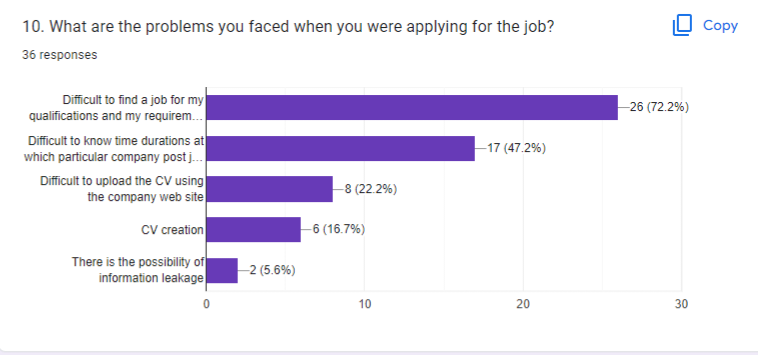 10. What are the problems you faced when you were applying for the job?
Copy
36 responses
Difficult to find a job for my
qualifications and my requirem...
26 (72.2%)
Difficult to know time durations at
which particular company post j...
17 (47.2%)
Difficult to upload the CV using
the company web site
8 (22.2%)
CV creation
6 (16.7%)
There is the possibility of
information leakage
2 (5.6%)
0 10 20 30